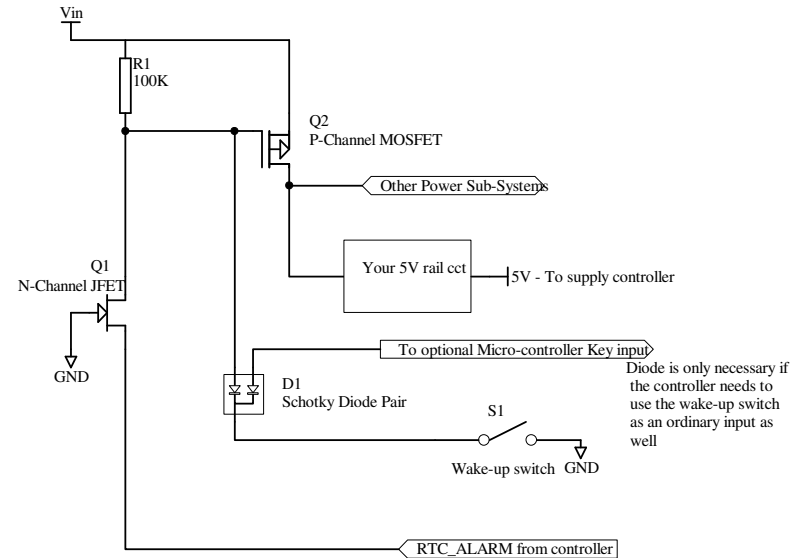 Vin
R1
100K
Q2
P-Channel MOSFET
Other Power Sub-Systems
Your 5V rail cct
5V - To supply controller
Q1
N-Channel JFET
GND
To optional Micro-controller Key input
Diode is only necessary if
the controller needs to
use the wake-up switch
as an ordinary input as
well
D1
Schotky Diode Pair
S1
Wake-up switch
GND
RTC_ALARM from controller